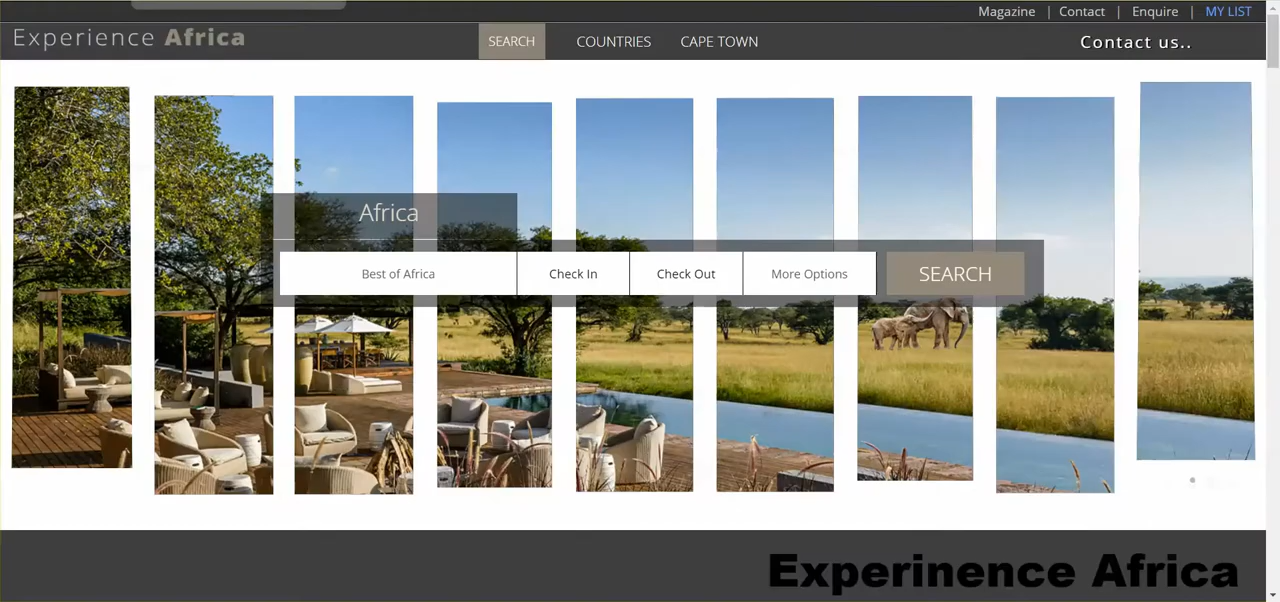 Magazine | Contact | Enquire | MY LIST
Experience Africa SEARCH COUNTRIES CAPE TOWN Contact us..
Africa
Best of Africa Check In Check Out More Options SEARCH
Experinence Africa